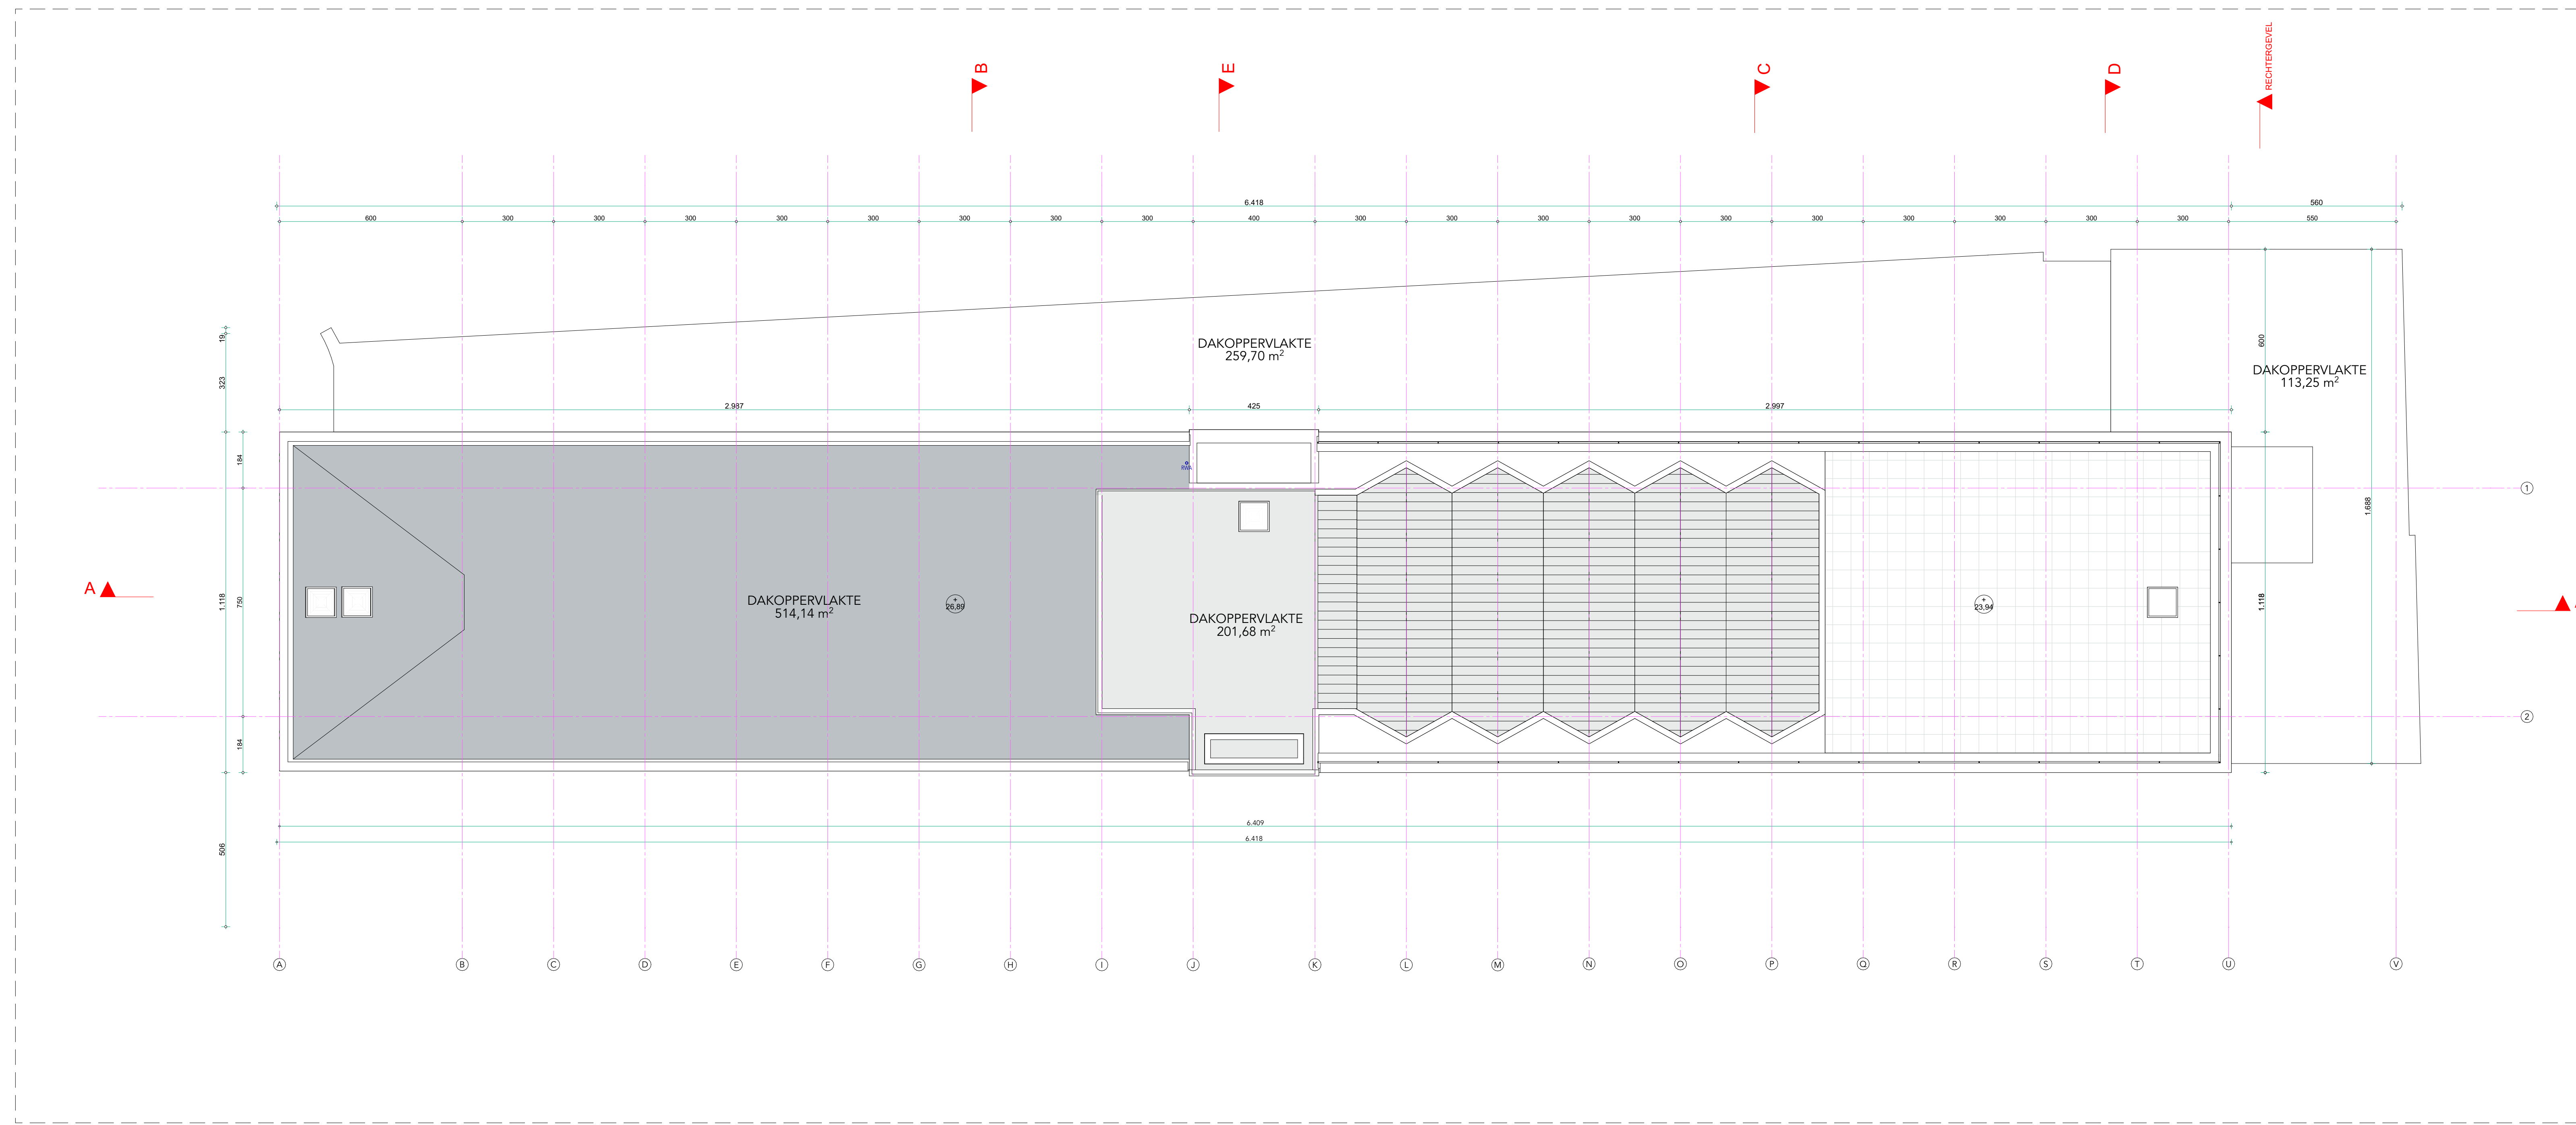 B
E
C
D
RECHTERGEVEL
6.418
560
600
300
300
300
300
300
300
300
300
400
300
300
300
300
300
300
300
300
300
300
550
19
323
600
DAKOPPERVLAKTE
259,70 m²
DAKOPPERVLAKTE
113,25 m²
2.987
425
2.997
184
RWA
1
1.688
A
1.118
750
DAKOPPERVLAKTE
514,14 m²
+
26,89
DAKOPPERVLAKTE
201,68 m²
+
23,94
1.118
2
184
6.409
6.418
506
A
B
C
D
E
F
G
H
I
J
K
L
M
N
O
P
Q
R
S
T
U
V